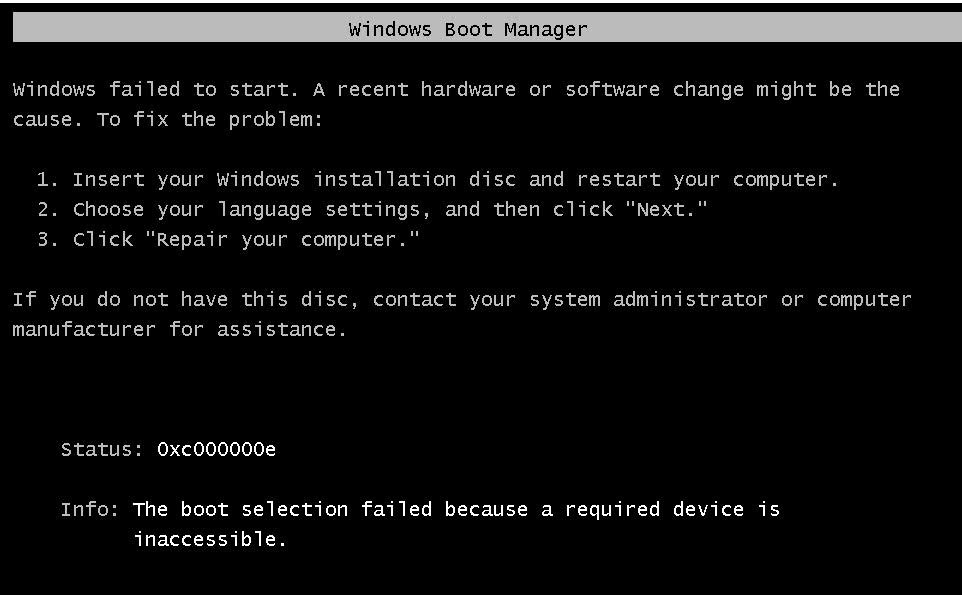 Windows Boot Manager
Windows failed to start. A recent hardware or software change might be the
cause. To fix the problem:
1. Insert your Windows installation disc and restart your computer.
2. Choose your language settings, and then click "Next."
3. Click "Repair your computer."
If you do not have this disc, contact your system administrator or computer
manufacturer for assistance.
Status: 0xc000000e
Info: The boot selection failed because a required device is
inaccessible.